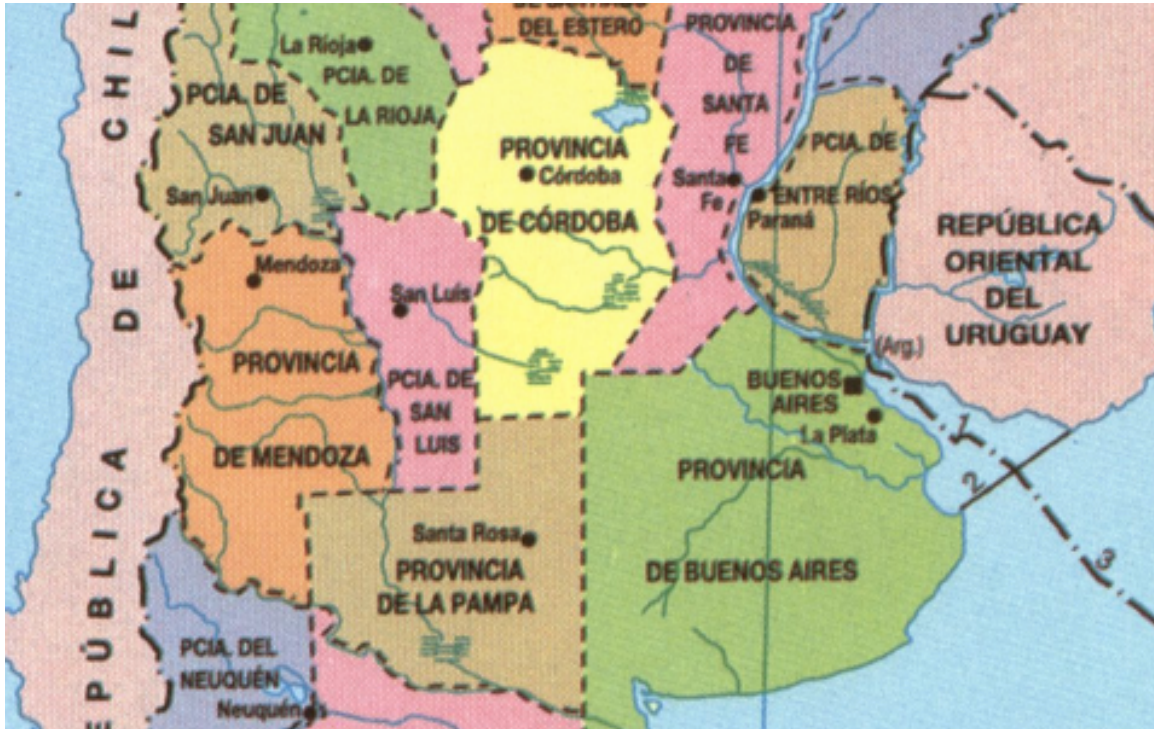 DEL ESTERO
PROVINCIA
DE
SANTA
FE
La Rioja
PCIA. DE
LA RIOJA
PCIA. DE
SAN JUAN
San Juan
PROVINCIA
Córdoba
DE CÓRDOBA
Santa
Fe
PCIA. DE
ENTRE RÍOS
Paraná
REPÚBLICA
ORIENTAL
DEL
URUGUAY
(Arg.)
Mendoza
PROVINCIA
DE MENDOZA
San Luis
PCIA. DE
SAN
LUIS
BUENOS
AIRES
La Plata
PROVINCIA
DE BUENOS AIRES
1
2
3
Santa Rosa
PROVINCIA
DE LA PAMPA
PCIA. DEL
NEUQUÉN
Neuquén
EPÚBLICA DE CHIL